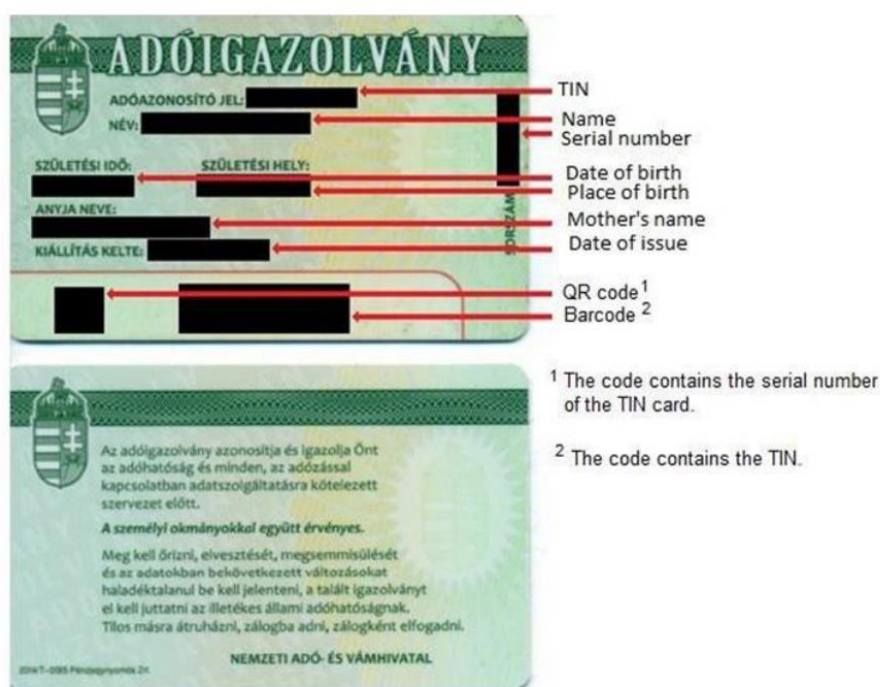 ADÓIGAZOLVÁNY
ADÓAZONOSÍTÓ JEL:
TIN
NÉV:
Name
Serial number
SZÜLETÉSI IDŐ:
SZÜLETÉSI HELY:
Date of birth
Place of birth
ANYJA NEVE:
Mother's name
SORSZÁM
KIÁLLÍTÁS KELTE:
Date of issue
QR code 1
Barcode 2
1 The code contains the serial number
of the TIN card.
2 The code contains the TIN.
Az adóigazolvány azonosítja és igazolja Önt
az adóhatóság és minden, az adózással
kapcsolatban adatszolgáltatásra kötelezett
szervezet előtt.
A személyi okmányokkal együtt érvényes.
Meg kell őrizni, elvesztését, megsemmisülését
és az adatokban bekövetkezett változásokat
haladéktalanul be kell jelenteni, a talált igazolványt
el kell juttatni az illetékes állami adóhatóságnak.
Tilos másra átruházni, zálogba adni, zálogként elfogadni.
NEMZETI ADÓ- ÉS VÁMHIVATAL